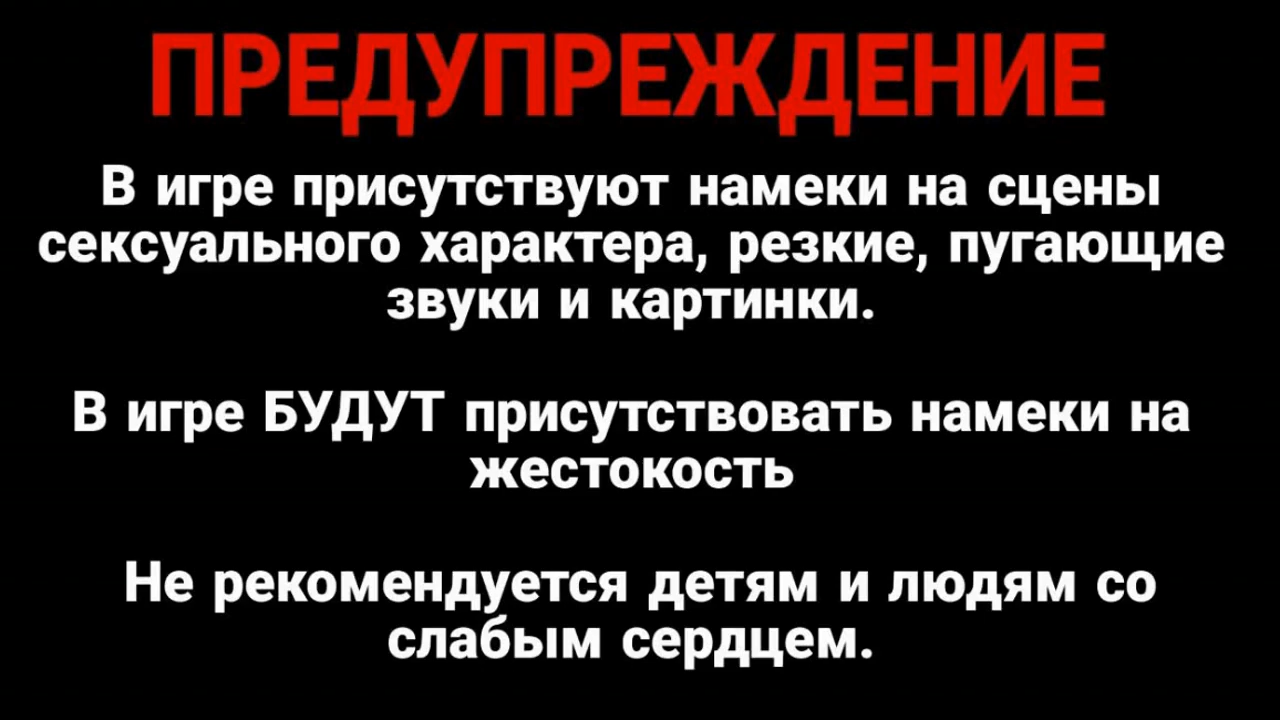 ПРЕДУПРЕЖДЕНИЕ
В игре присутствуют намеки на сцены
сексуального характера, резкие, пугающие
звуки и картинки.
В игре БУДУТ присутствовать намеки на
жестокость
Не рекомендуется детям и людям со
слабым сердцем.